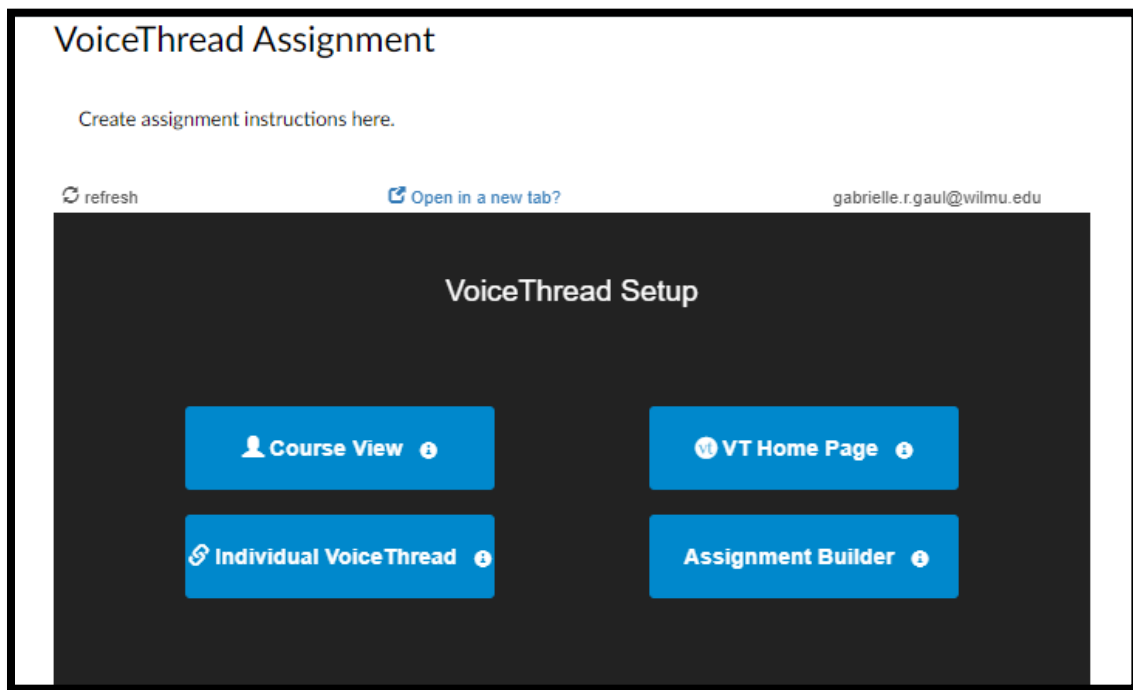 VoiceThread Assignment
Create assignment instructions here.
refresh Open in a new tab? gabrielle.r.gaul@wilmu.edu
VoiceThread Setup
Course View vt VT Home Page
Individual VoiceThread Assignment Builder